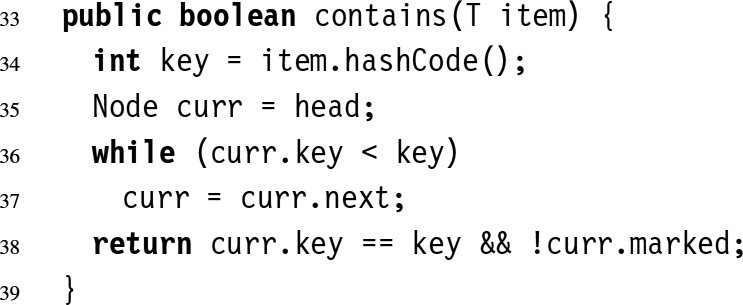 33 public boolean contains(T item) {
34 int key = item.hashCode();
35 Node curr = head;
36 while (curr.key < key)
37 curr = curr.next;
38 return curr.key == key && !curr.marked;
39 }